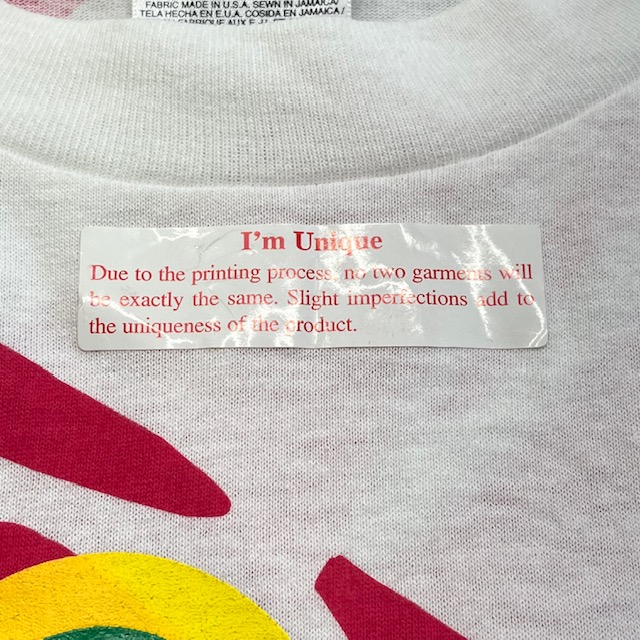 FABRIC MADE IN U.S.A. SEWN IN JAMAICA/
TELA HECHA EN E.U.A. COSIDA EN JAMAICA/
I'm Unique
Due to the printing process, no two garments will
be exactly the same. Slight imperfections add to
the uniqueness of the product.